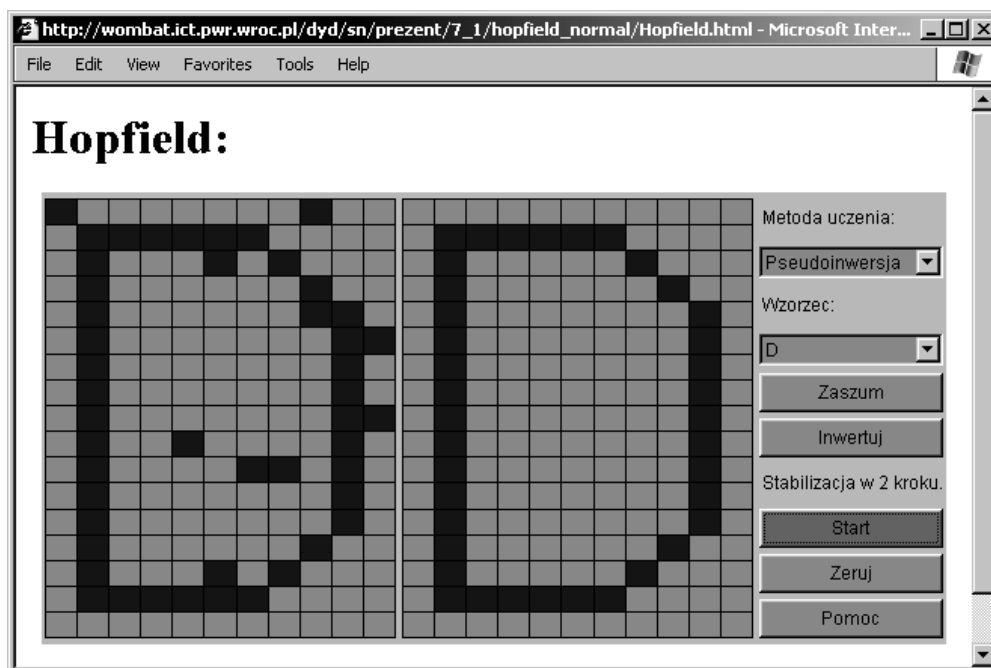 http://wombat.ict.pwr.wroc.pl/dyd/sn/prezent/7_1/hopfield_normal/Hopfield.html - Microsoft Inter...
File Edit View Favorites Tools Help
Hopfield:
Metoda uczenia:
Pseudoinwersja
Wzorzec:
D
Zaszum
Inwertuj
Stabilizacja w 2 kroku.
Start
Zeruj
Pomoc